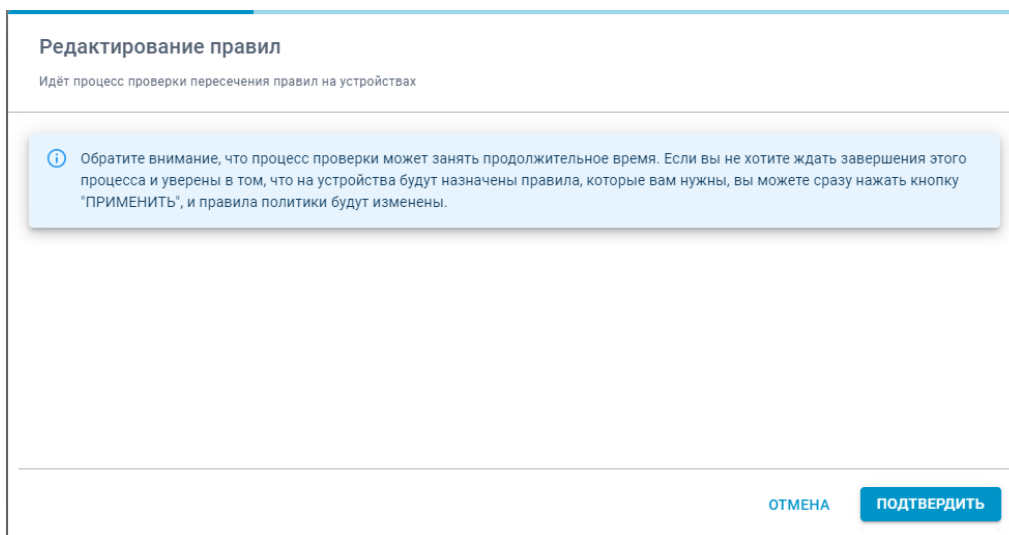 Редактирование правил
Идёт процесс проверки пересечения правил на устройствах
Обратите внимание, что процесс проверки может занять продолжительное время. Если вы не хотите ждать завершения этого
процесса и уверены в том, что на устройства будут назначены правила, которые вам нужны, вы можете сразу нажать кнопку
"ПРИМЕНИТЬ", и правила политики будут изменены.
ОТМЕНА ПОДТВЕРДИТЬ